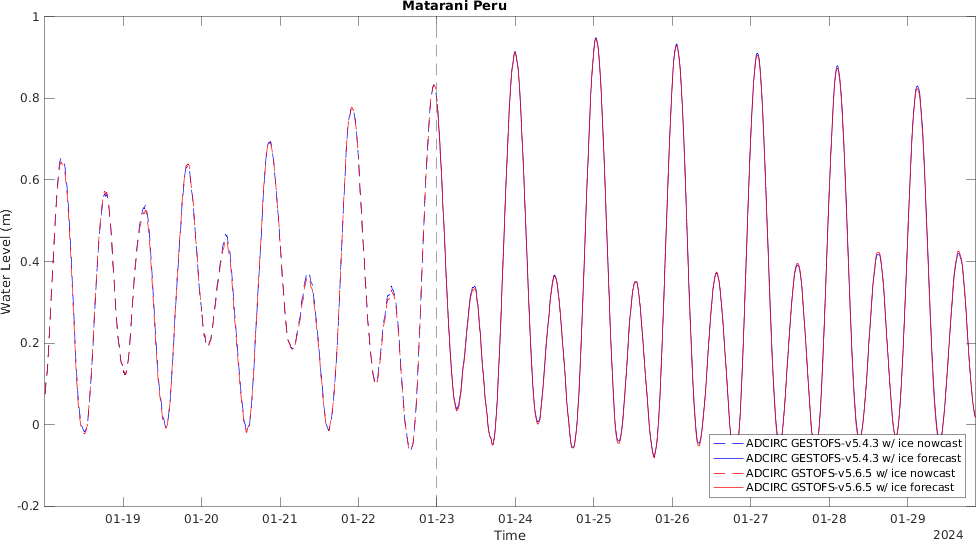 Matarani Peru
1
0.8
0.6
0.4
0.2
0
-0.2
Water Level (m)
01-19 01-20 01-21 01-22 01-23 01-24 01-25 01-26 01-27 01-28 01-29
Time
2024
ADCIRC GESTOFS-v5.4.3 w/ ice nowcast
ADCIRC GESTOFS-v5.4.3 w/ ice forecast
ADCIRC GSTOFS-v5.6.5 w/ ice nowcast
ADCIRC GSTOFS-v5.6.5 w/ ice forecast